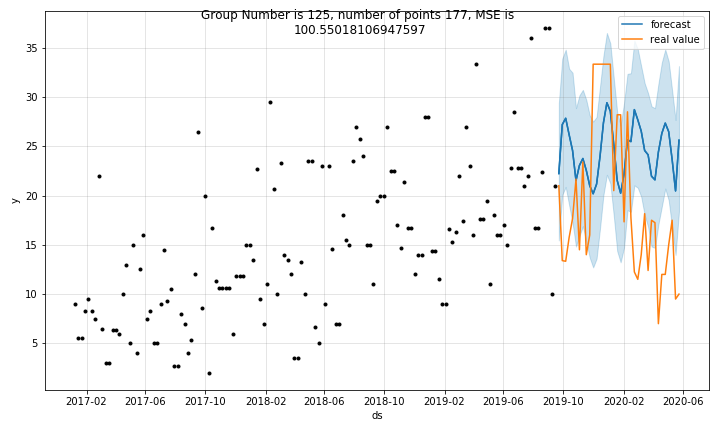 Group Number is 125, number of points 177, MSE is
100.55018106947597
forecast
real value
35
30
25
20
15
10
5
y
2017-02 2017-06 2017-10 2018-02 2018-06 2018-10 2019-02 2019-06 2019-10 2020-02 2020-06
ds